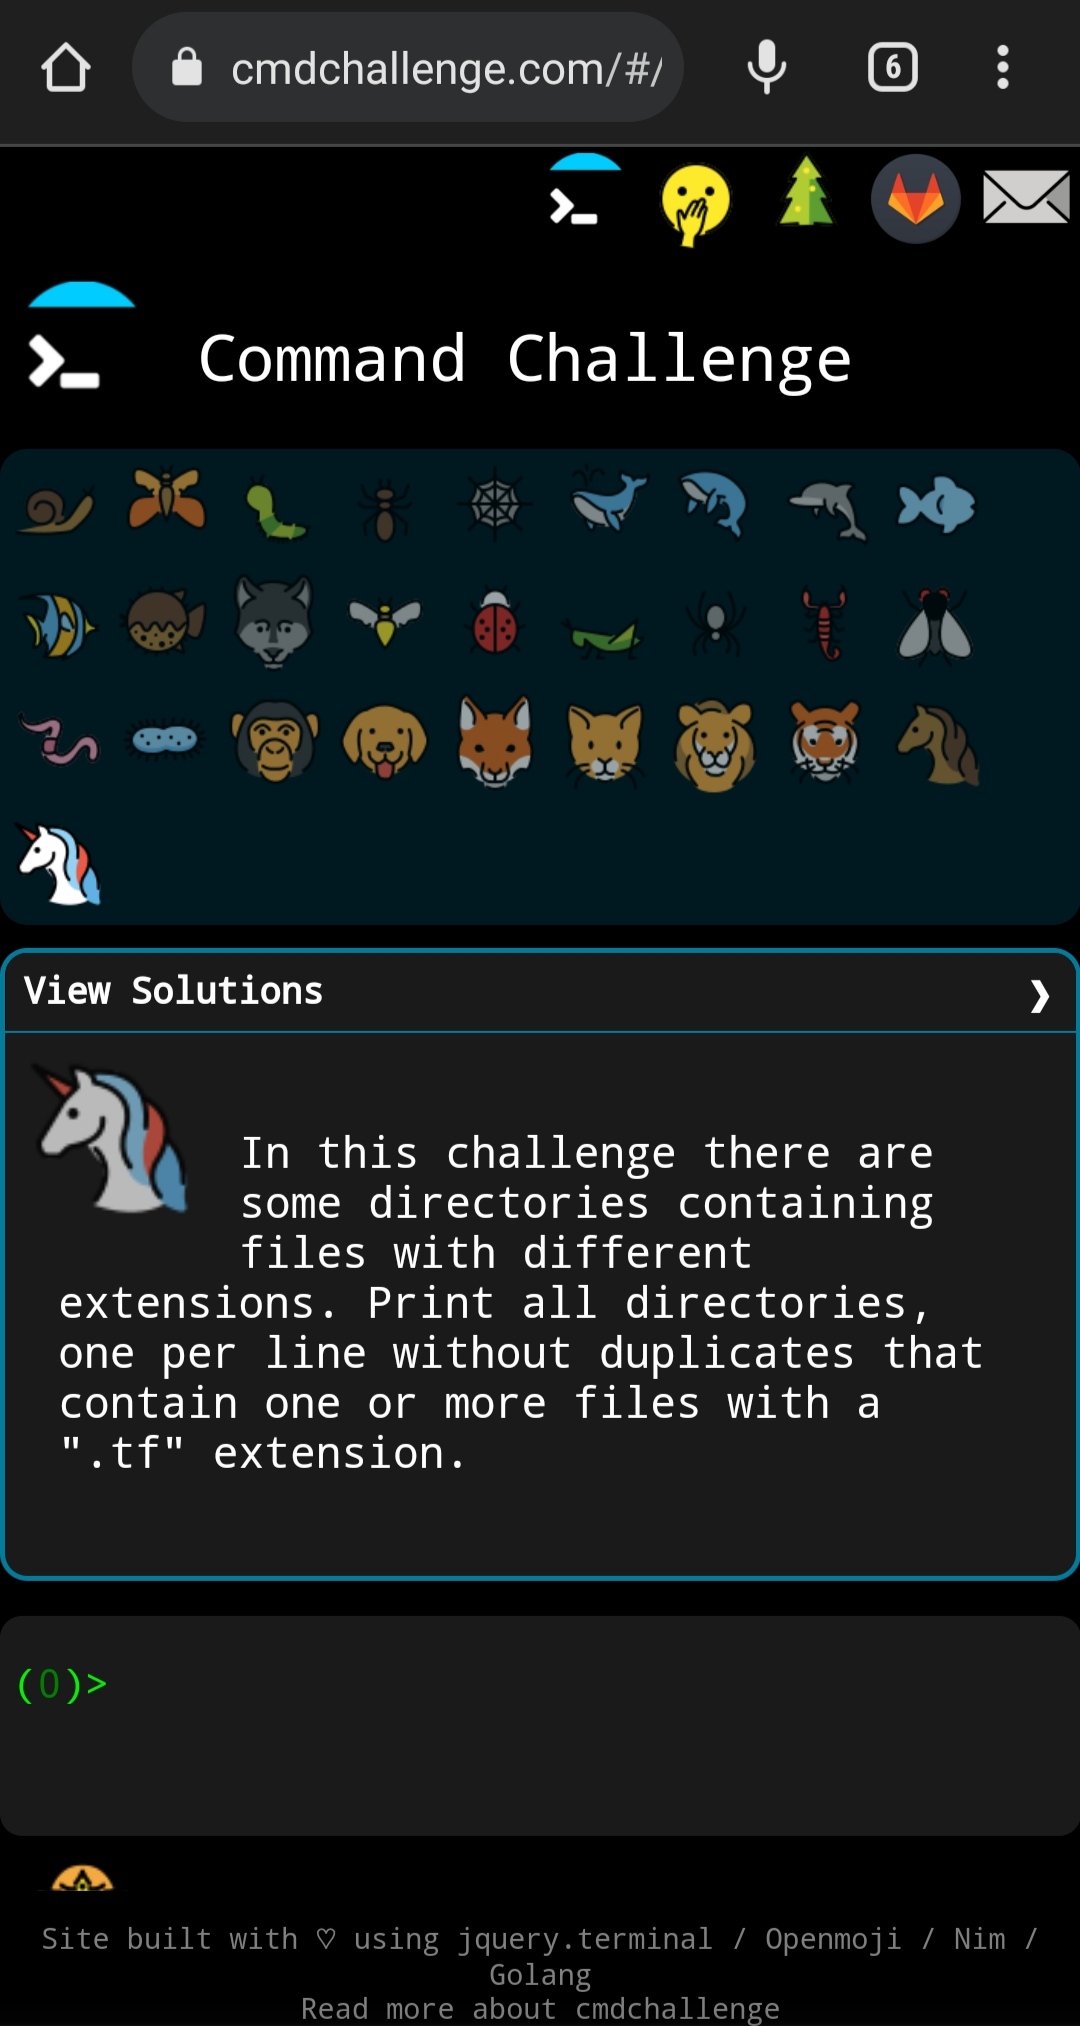 cmdchallenge.com/#/
6
Command Challenge
View Solutions
In this challenge there are
some directories containing
files with different
extensions. Print all directories,
one per line without duplicates that
contain one or more files with a
".tf" extension.
(0)>
Site built with ♡ using jquery.terminal / Openmoji / Nim /
Golang
Read more about cmdchallenge